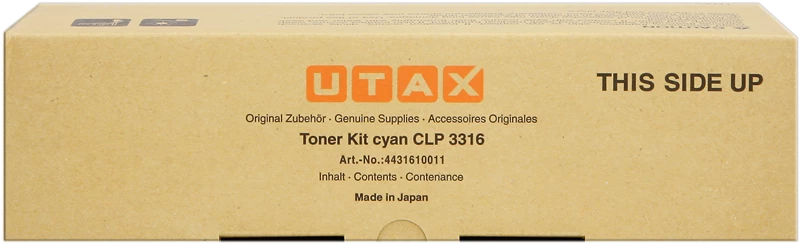 UTAX
THIS SIDE UP
Original Zubehör · Genuine Supplies · Accessoires Originales
Toner Kit cyan CLP 3316
Art.-No.:4431610011
Inhalt · Contents · Contenance
Made in Japan